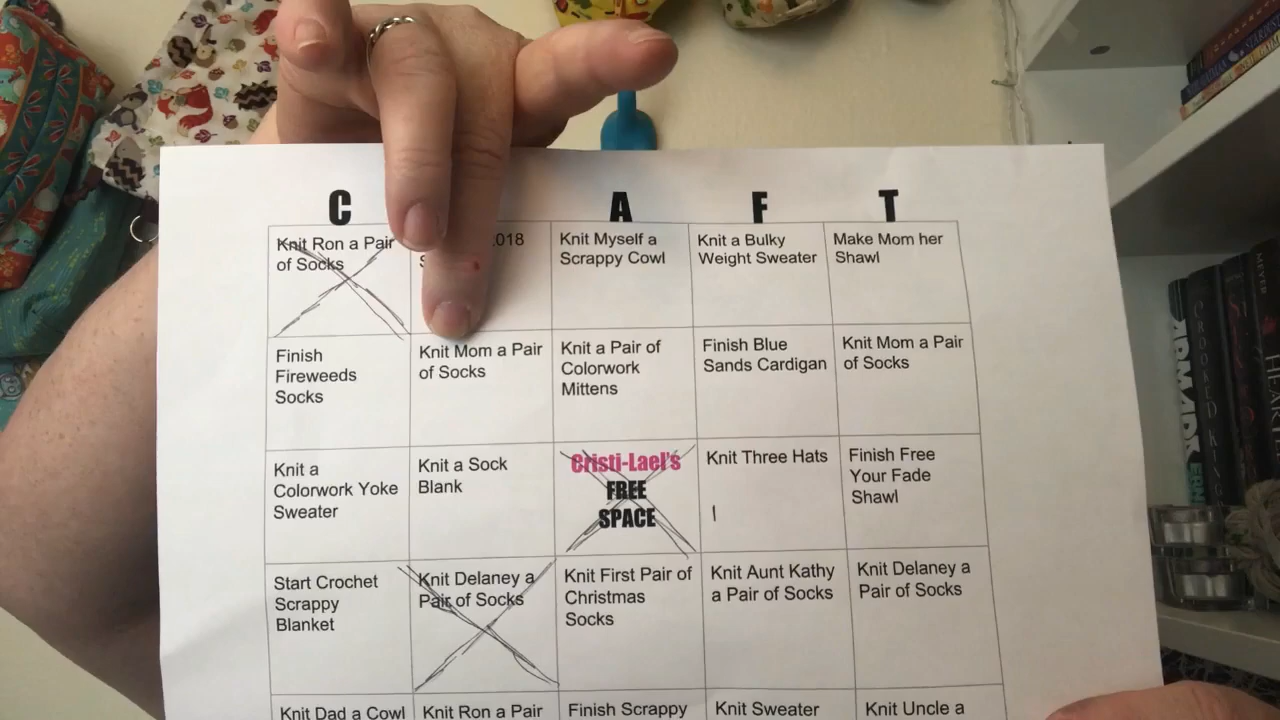 C A F T
Knit Ron a Pair
of Socks
018
S
Knit Myself a
Scrappy Cowl
Knit a Bulky
Weight Sweater
Make Mom her
Shawl
Finish
Fireweeds
Socks
Knit Mom a Pair
of Socks
Knit a Pair of
Colorwork
Mittens
Finish Blue
Sands Cardigan
Knit Mom a Pair
of Socks
Knit a
Colorwork Yoke
Sweater
Knit a Sock
Blank
Cristi-Lael's
FREE
SPACE
Knit Three Hats
|
Finish Free
Your Fade
Shawl
Start Crochet
Scrappy
Blanket
Knit Delaney a
Pair of Socks
Knit First Pair of
Christmas
Socks
Knit Aunt Kathy
a Pair of Socks
Knit Delaney a
Pair of Socks
Knit Dad a Cowl
Knit Ron a Pair
Finish Scrappy
Knit Sweater
Knit Uncle a
MEYER